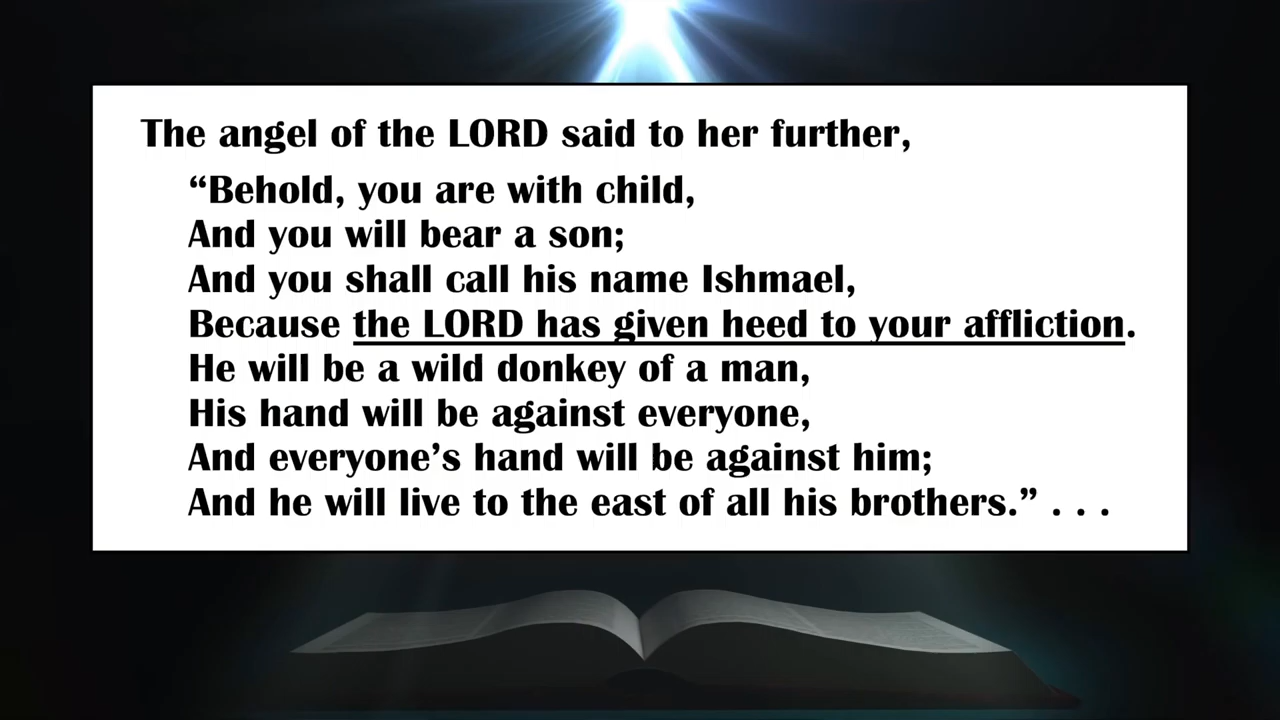 The angel of the LORD said to her further,
“Behold, you are with child,
And you will bear a son;
And you shall call his name Ishmael,
Because the LORD has given heed to your affliction.
He will be a wild donkey of a man,
His hand will be against everyone,
And everyone’s hand will be against him;
And he will live to the east of all his brothers.” . . .